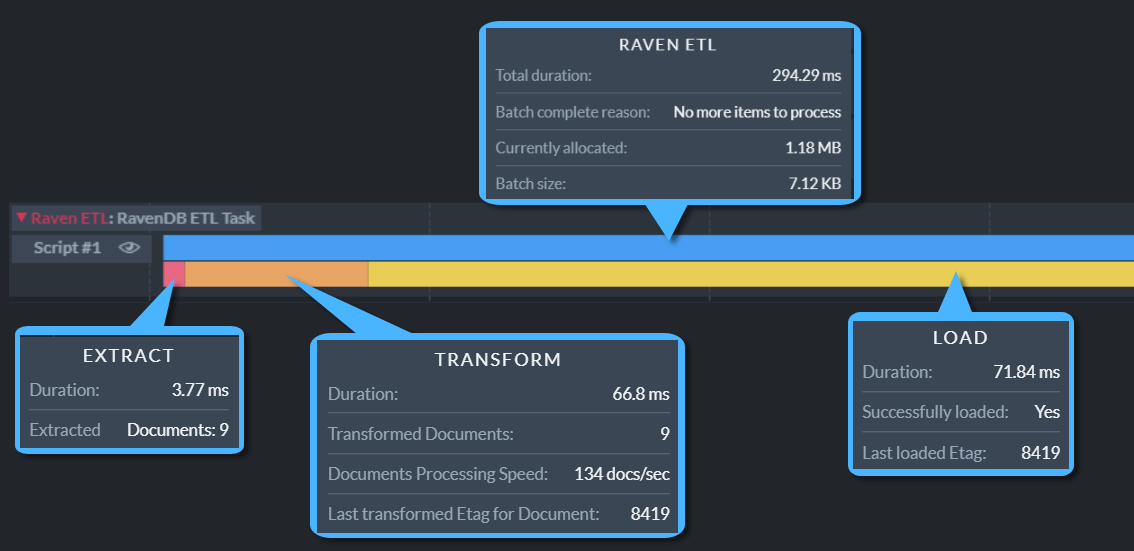 RAVEN ETL
Total duration: 294.29 ms
Batch complete reason: No more items to process
Currently allocated: 1.18 MB
Batch size: 7.12 KB
Raven ETL: RavenDB ETL Task
Script #1
EXTRACT
Duration: 3.77 ms
Extracted Documents: 9
TRANSFORM
Duration: 66.8 ms
Transformed Documents: 9
Documents Processing Speed: 134 docs/sec
Last transformed Etag for Document: 8419
LOAD
Duration: 71.84 ms
Successfully loaded: Yes
Last loaded Etag: 8419